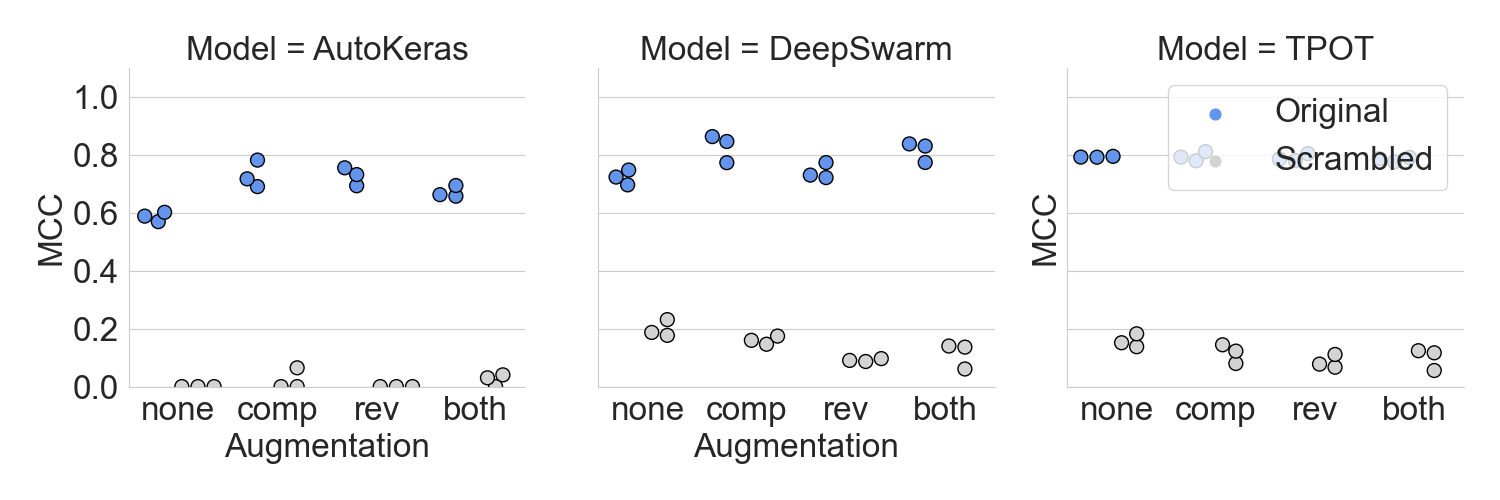 Model = AutoKeras
Model = DeepSwarm
Model = TPOT
1.0
0.8
0.6
0.4
0.2
0.0
MCC
MCC
Original
Scrambled
none comp rev both
none comp rev both
none comp rev both
Augmentation
Augmentation